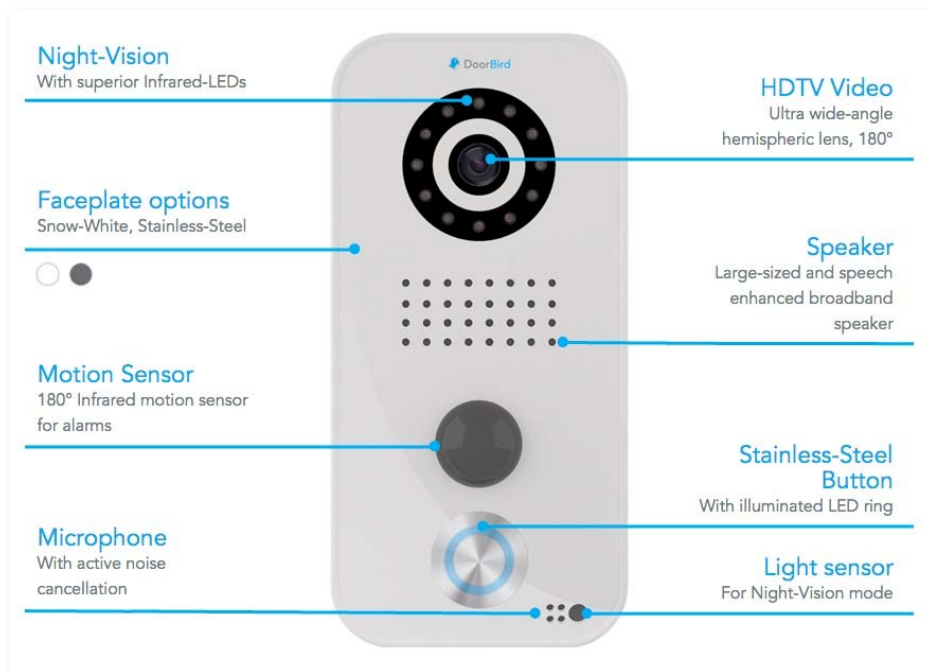 DoorBird
Night-Vision
With superior Infrared-LEDs
Faceplate options
Snow-White, Stainless-Steel
Motion Sensor
180° Infrared motion sensor
for alarms
Microphone
With active noise
cancellation
HDTV Video
Ultra wide-angle
hemispheric lens, 180°
Speaker
Large-sized and speech
enhanced broadband
speaker
Stainless-Steel
Button
With illuminated LED ring
Light sensor
For Night-Vision mode